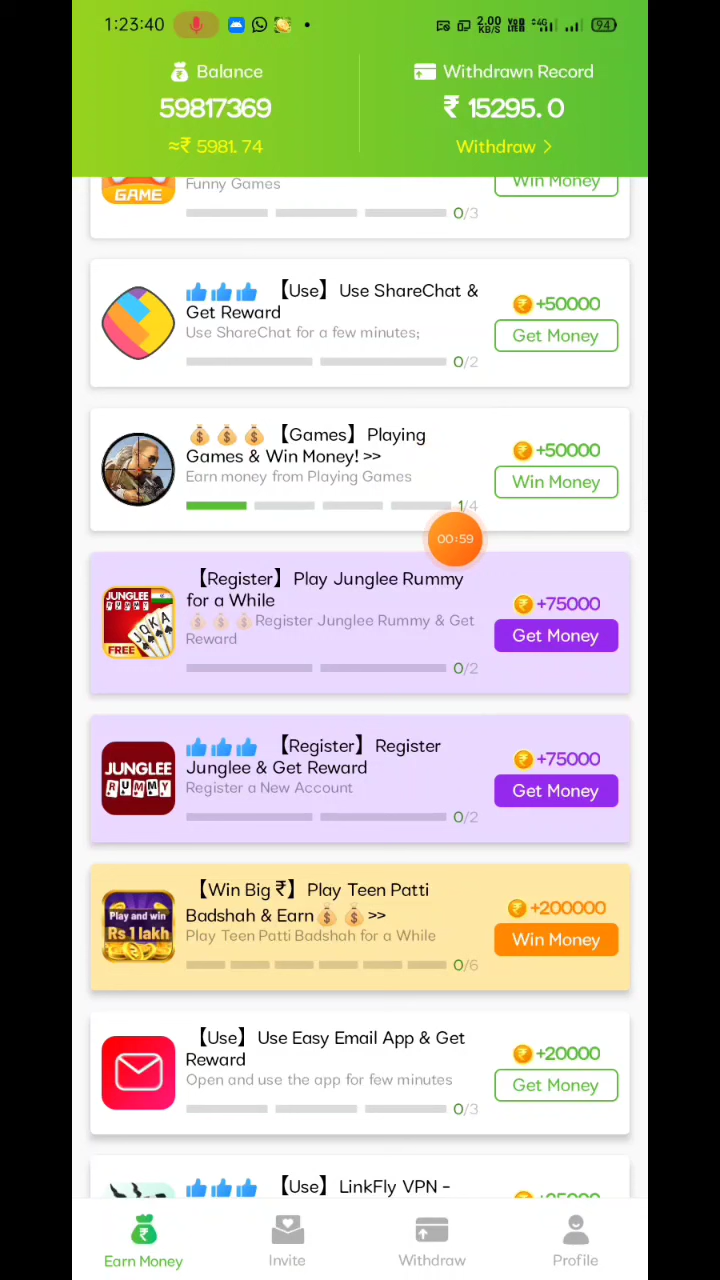 1:23:40
2.00 KB/S
4G
94
Balance
Withdrawn Record
59817369
₹ 15295.0
≈₹ 5981.74
Withdraw >
GAME
Funny Games
Win Money
0/3
👍👍👍 【Use】 Use ShareChat &
Get Reward
Use ShareChat for a few minutes;
+50000
Get Money
0/2
💰💰💰【Games】Playing
Games & Win Money! >>
Earn money from Playing Games
+50000
Win Money
1/4
00:59
【Register】Play Junglee Rummy
for a While
💰💰💰Register Junglee Rummy & Get
Reward
JUNGLEE
FREE
JQKA
+75000
Get Money
0/2
👍👍👍 【Register】Register
Junglee & Get Reward
Register a New Account
JUNGLEE
RUMMY
+75000
Get Money
0/2
【Win Big ₹】Play Teen Patti
Badshah & Earn💰💰>>
Play Teen Patti Badshah for a While
Play and win
Rs 1 lakh
+200000
Win Money
0/6
【Use】Use Easy Email App & Get
Reward
Open and use the app for few minutes
+20000
Get Money
0/3
👍👍👍 【Use】LinkFly VPN -
Earn Money
Invite
Withdraw
Profile